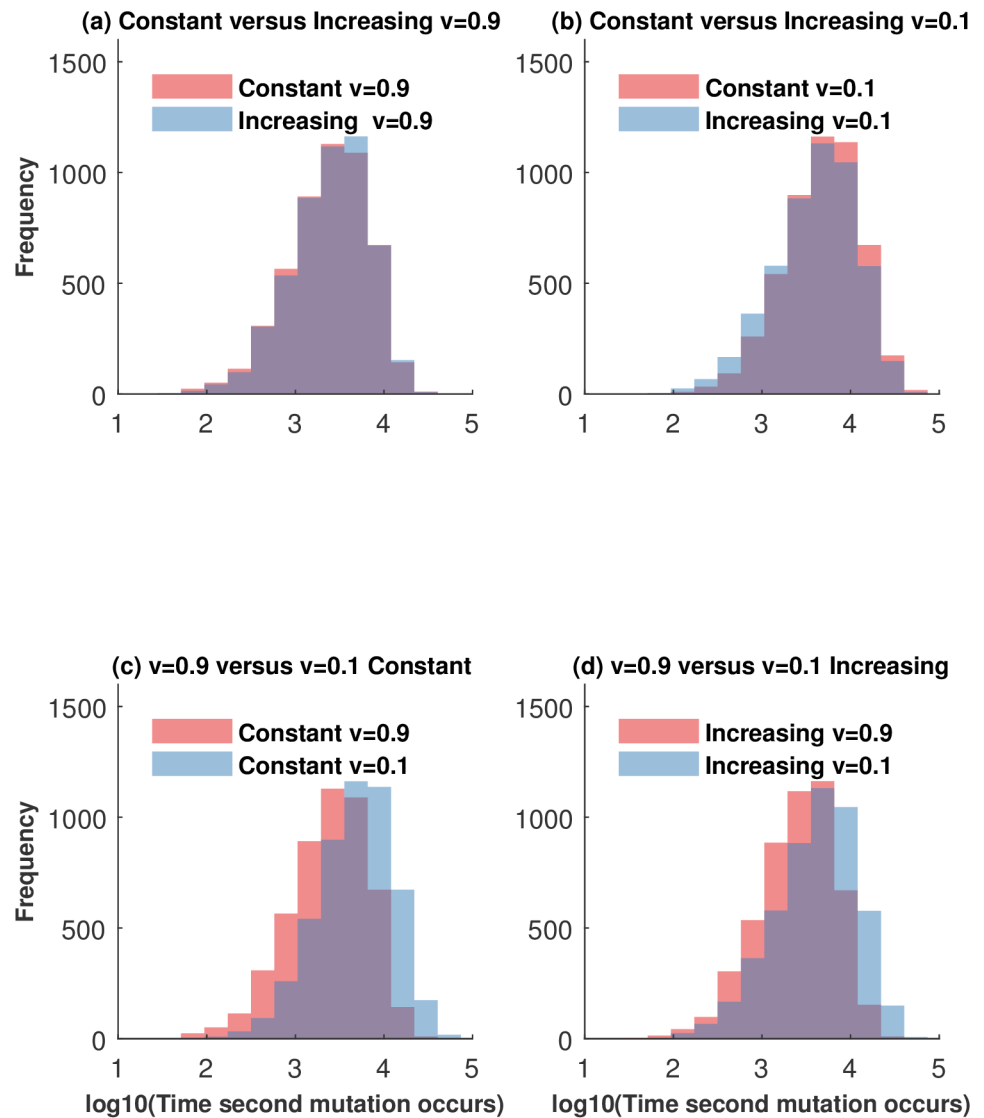 (a) Constant versus Increasing v=0.9
(b) Constant versus Increasing v=0.1
1500
Constant v=0.9
Increasing  v=0.9
1000
Frequency
500
0
1 2 3 4 5
1500
Constant v=0.1
Increasing v=0.1
1000
500
0
1 2 3 4 5
(c) v=0.9 versus v=0.1 Constant
(d) v=0.9 versus v=0.1 Increasing
1500
Constant v=0.9
Constant v=0.1
1000
Frequency
500
0
1 2 3 4 5
log10(Time second mutation occurs)
1500
Increasing v=0.9
Increasing v=0.1
1000
500
0
1 2 3 4 5
log10(Time second mutation occurs)